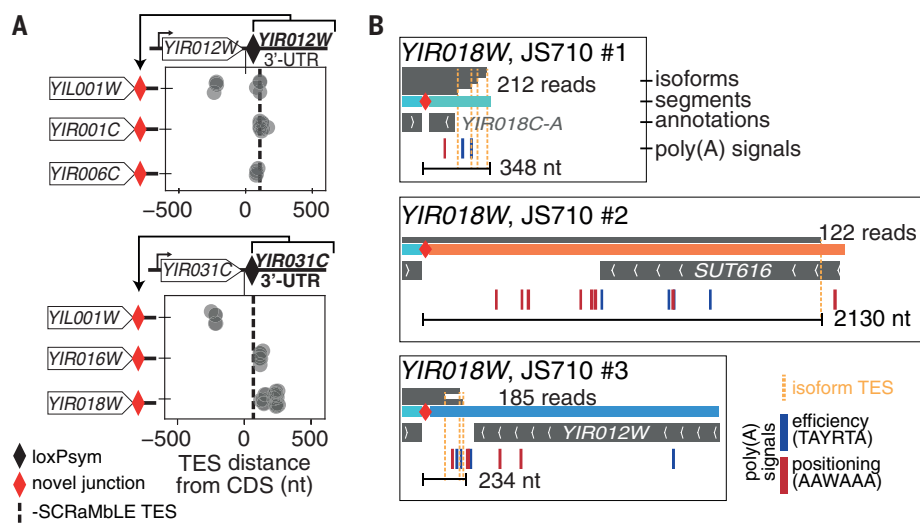 A
YIR012W
YIR012W
3'-UTR
YIL001W
YIR001C
YIR006C
−500 0 500
YIR031C
YIR031C
3'-UTR
YIL001W
YIR016W
YIR018W
−500 0 500
TES distance
from CDS (nt)
loxPsym
novel junction
-SCRaMbLE TES
B
YIR018W, JS710 #1
212 reads
YIR018C-A
348 nt
isoforms
segments
annotations
poly(A) signals
YIR018W, JS710 #2
122 reads
SUT616
2130 nt
YIR018W, JS710 #3
185 reads
YIR012W
234 nt
isoform TES
poly(A)
signals
efficiency
(TAYRTA)
positioning
(AAWAAA)